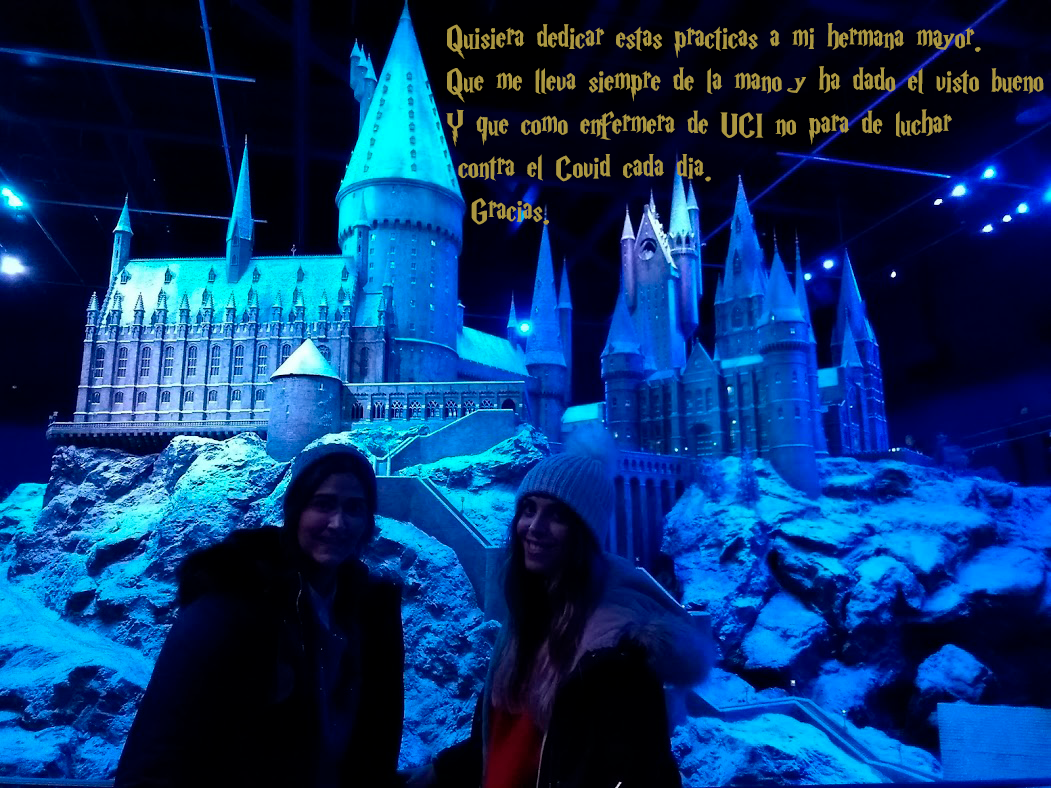 Quisiera dedicar estas practicas a mi hermana mayor.
Que me lleva siempre de la mano y ha dado el visto bueno
Y que como enfermera de UCI no para de luchar
contra el Covid cada dia.
Gracias.